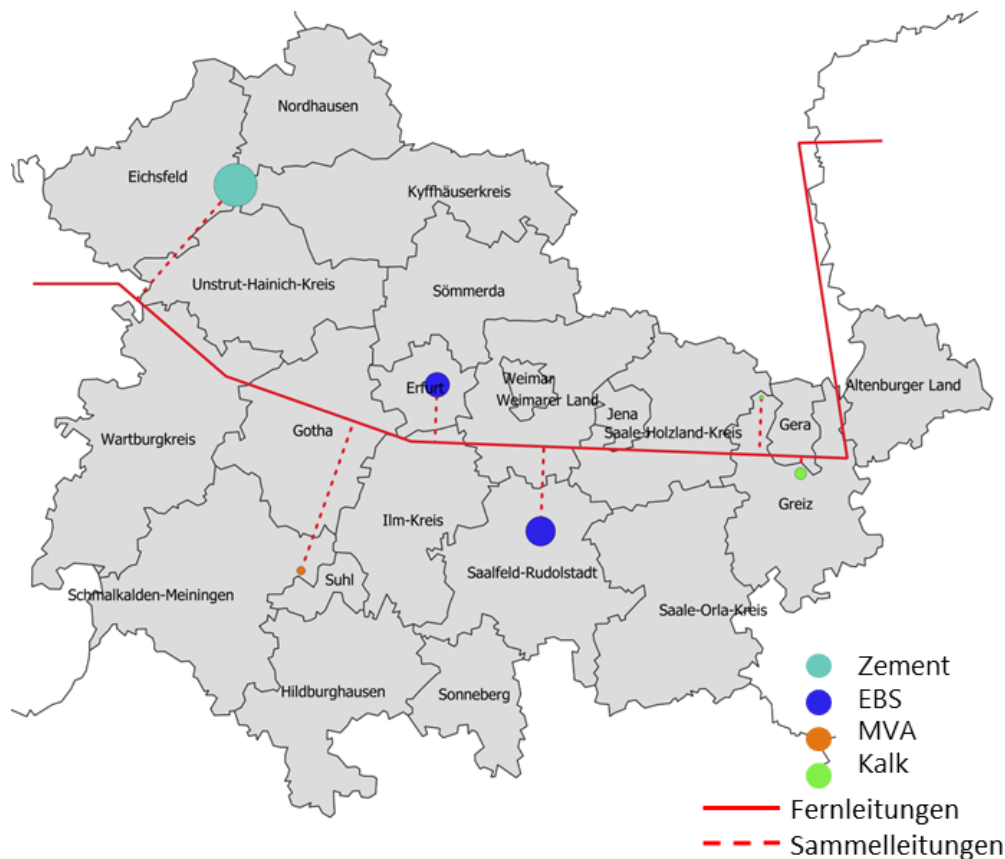 Nordhausen
Eichsfeld
Kyffhäuserkreis
Unstrut-Hainich-Kreis
Sömmerda
Erfurt
Weimar
Weimarer Land
Altenburger Land
Jena
Saale-Holzland-Kreis
Gera
Wartburgkreis
Gotha
Greiz
Ilm-Kreis
Suhl
Saalfeld-Rudolstadt
Schmalkalden-Meiningen
Saale-Orla-Kreis
Hildburghausen
Sonneberg
Zement
EBS
MVA
Kalk
Fernleitungen
Sammelleitungen